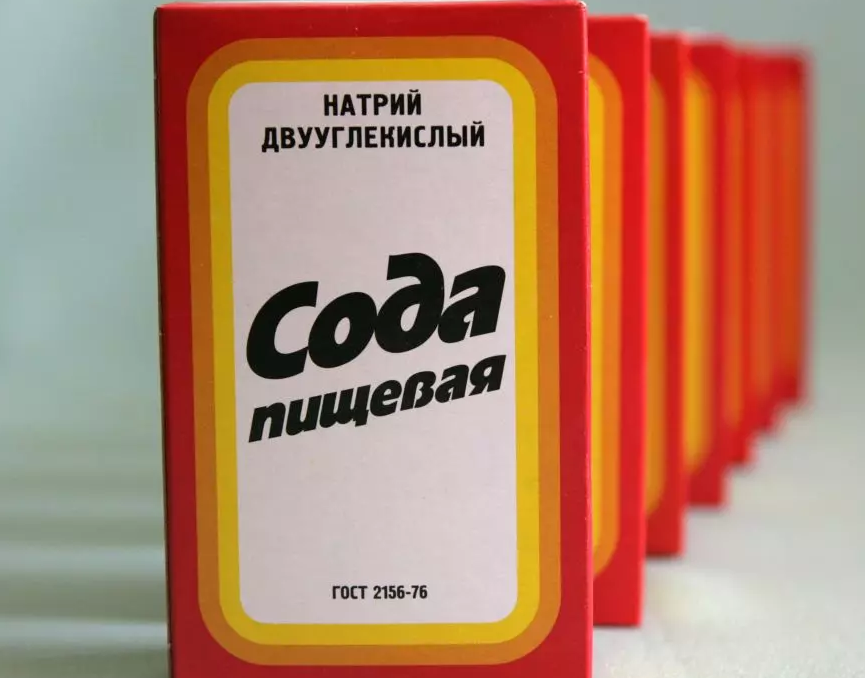 НАТРИЙ
ДВУУГЛЕКИСЛЫЙ
Сода
пищевая
ГОСТ 2156-76